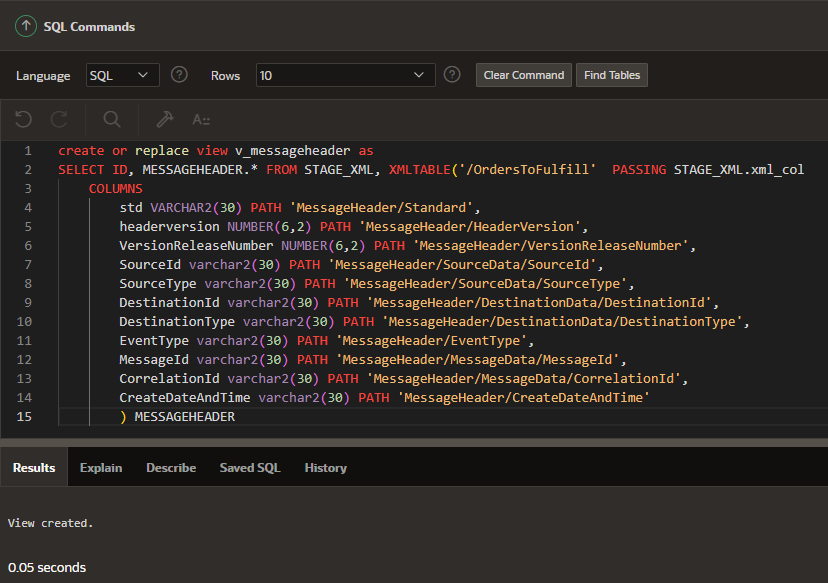 SQL Commands
Language SQL ? Rows 10 ? Clear Command Find Tables
A::
1 create or replace view v_messageheader as
2 SELECT ID, MESSAGEHEADER.* FROM STAGE_XML, XMLTABLE('/OrdersToFulfill'  PASSING STAGE_XML.xml_col
3     COLUMNS
4         std VARCHAR2(30) PATH 'MessageHeader/Standard',
5         headerversion NUMBER(6,2) PATH 'MessageHeader/HeaderVersion',
6         VersionReleaseNumber NUMBER(6,2) PATH 'MessageHeader/VersionReleaseNumber',
7         SourceId varchar2(30) PATH 'MessageHeader/SourceData/SourceId',
8         SourceType varchar2(30) PATH 'MessageHeader/SourceData/SourceType',
9         DestinationId varchar2(30) PATH 'MessageHeader/DestinationData/DestinationId',
10         DestinationType varchar2(30) PATH 'MessageHeader/DestinationData/DestinationType',
11         EventType varchar2(30) PATH 'MessageHeader/EventType',
12         MessageId varchar2(30) PATH 'MessageHeader/MessageData/MessageId',
13         CorrelationId varchar2(30) PATH 'MessageHeader/MessageData/CorrelationId',
14         CreateDateAndTime varchar2(30) PATH 'MessageHeader/CreateDateAndTime'
15         ) MESSAGEHEADER
Results Explain Describe Saved SQL History
View created.
0.05 seconds